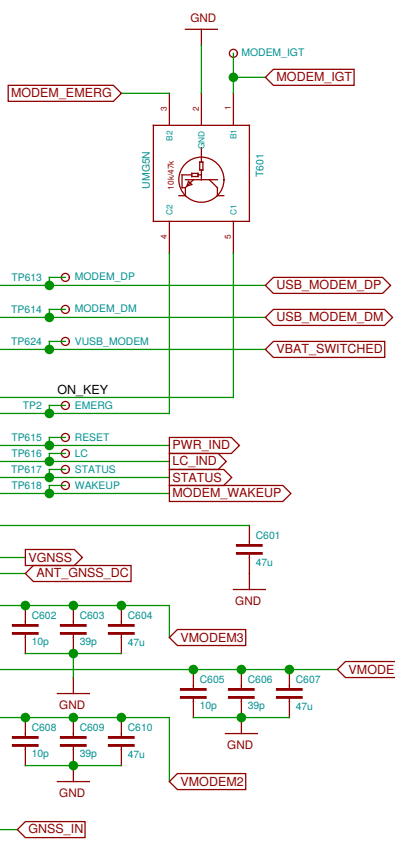 GND
MODEM_IGT
MODEM_IGT
MODEM_EMERG
3
2
1
B2
GND
B1
UMG5N
10k/47k
T601
C2
C1
4
5
TP613 MODEM_DP USB_MODEM_DP
TP614 MODEM_DM USB_MODEM_DM
TP624 VUSB_MODEM VBAT_SWITCHED
ON_KEY
TP2 EMERG
TP615 RESET PWR_IND
TP616 LC LC_IND
TP617 STATUS STATUS
TP618 WAKEUP MODEM_WAKEUP
C601
47u
GND
VGNSS
ANT_GNSS_DC
C602 C603 C604
10p 39p 47u
VMODEM3
GND
VMODE
C605 C606 C607
10p 39p 47u
GND
C608 C609 C610
10p 39p 47u
VMODEM2
GND
GNSS_IN